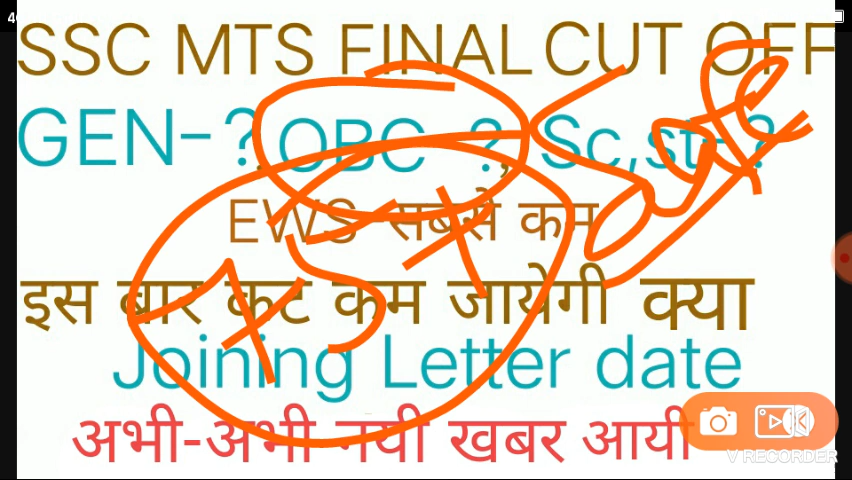 SSC MTS FINAL CUT OFF
GEN-? OBC ?, Sc,st-?
EWS सबसे कम
इस बार कट कम जायेगी क्या
Joining Letter date
अभी-अभी नयी खबर आयी
V RECORDER